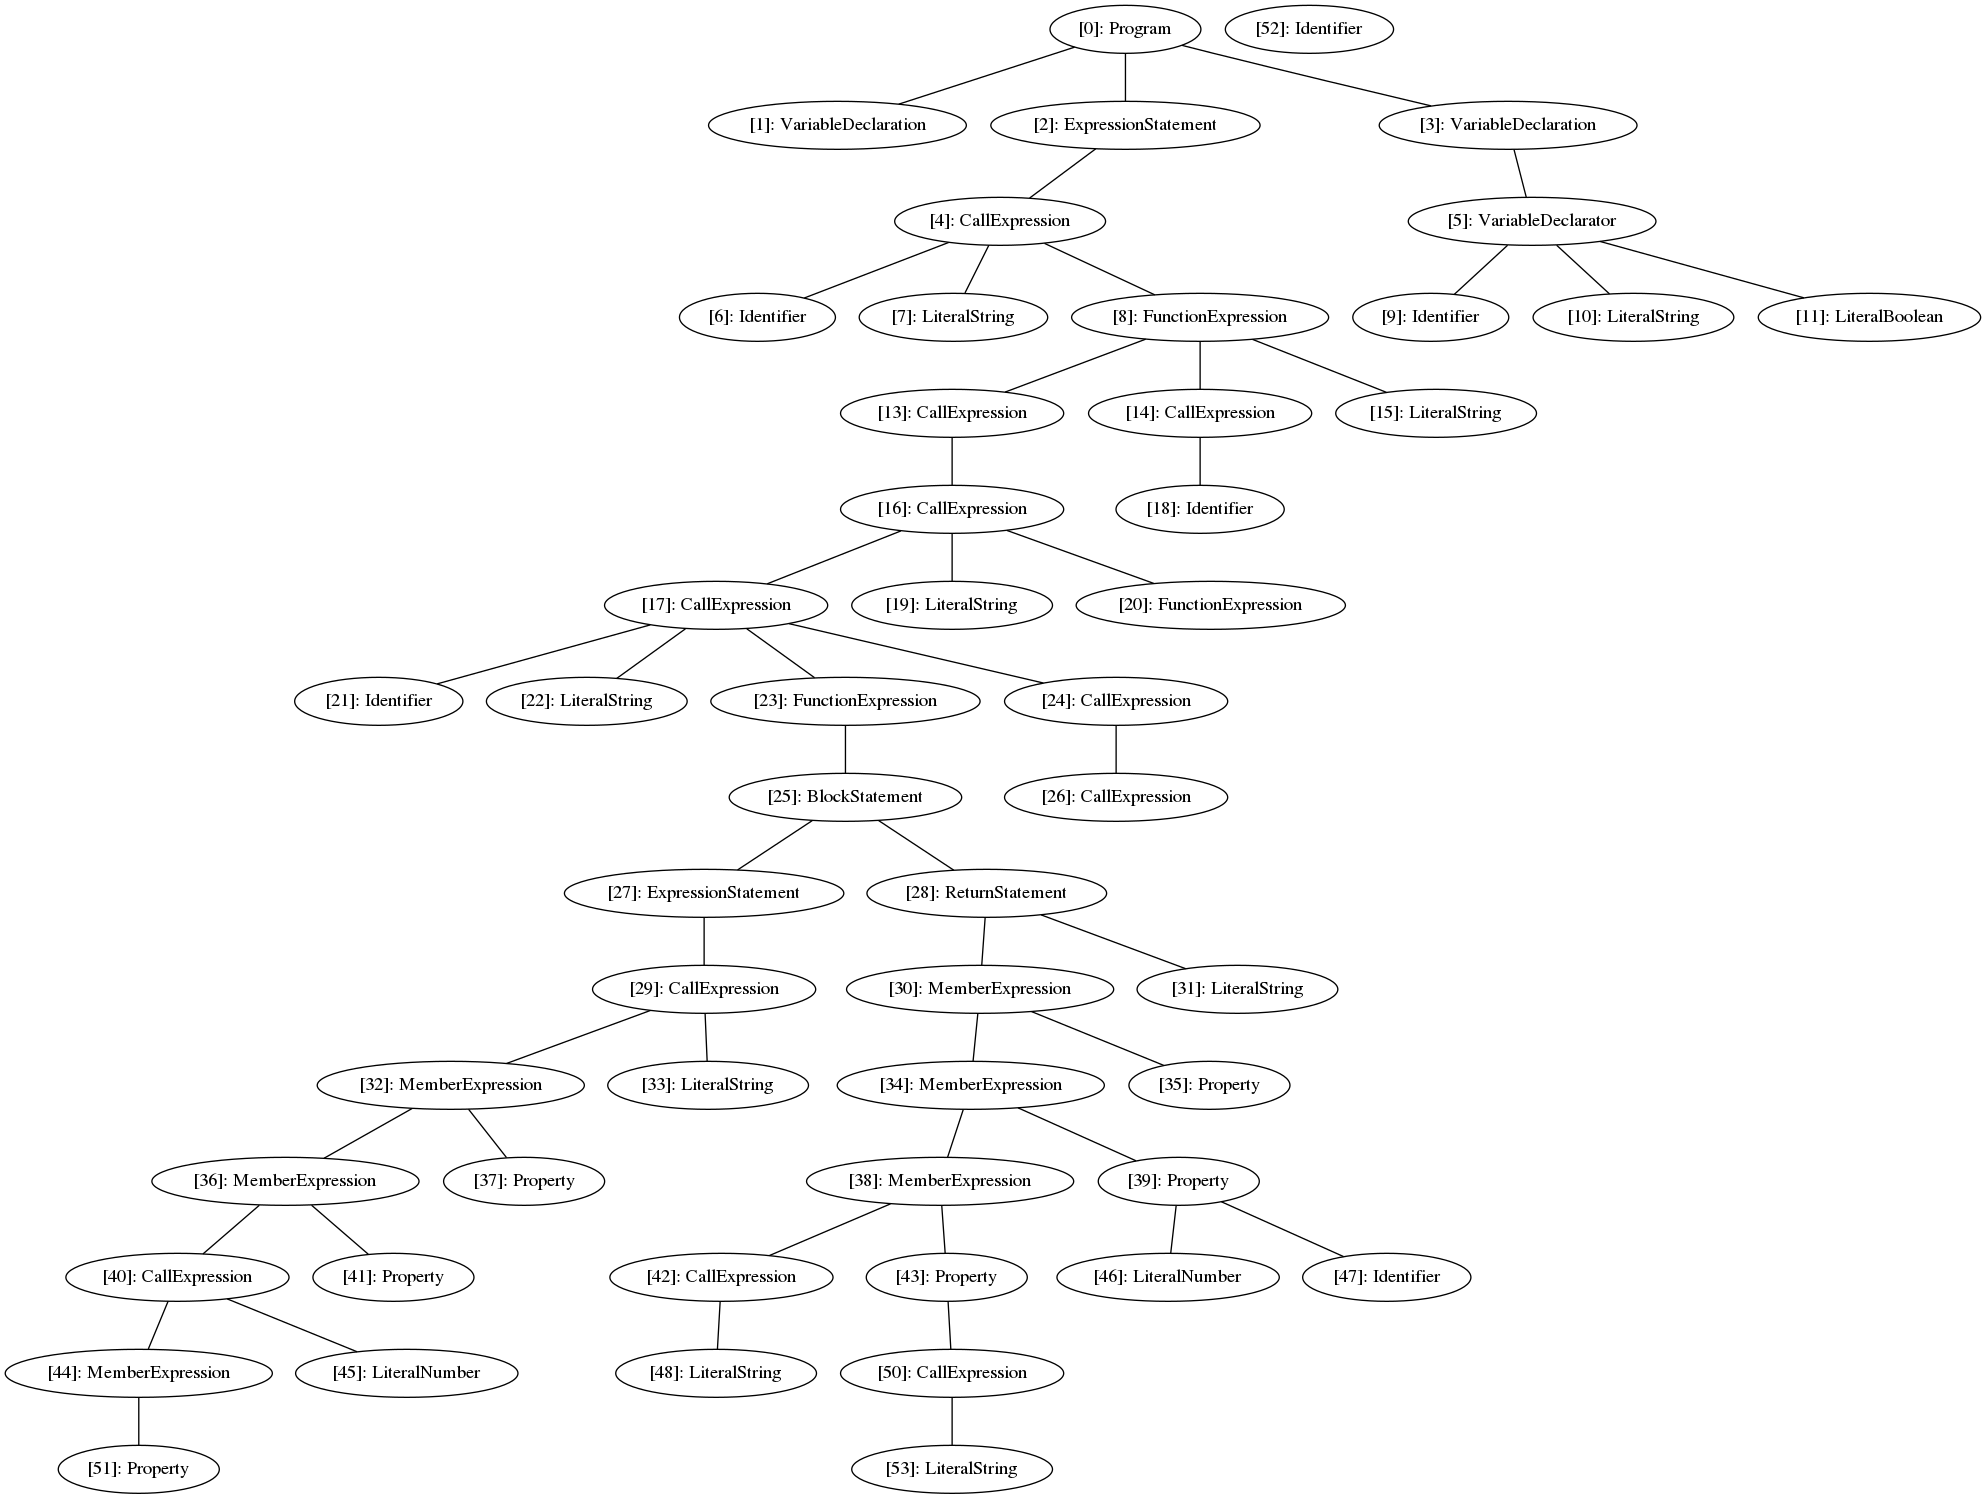 [0]: Program
[52]: Identifier
[1]: VariableDeclaration
[2]: ExpressionStatement
[3]: VariableDeclaration
[4]: CallExpression
[5]: VariableDeclarator
[6]: Identifier
[7]: LiteralString
[8]: FunctionExpression
[9]: Identifier
[10]: LiteralString
[11]: LiteralBoolean
[13]: CallExpression
[14]: CallExpression
[15]: LiteralString
[16]: CallExpression
[18]: Identifier
[17]: CallExpression
[19]: LiteralString
[20]: FunctionExpression
[21]: Identifier
[22]: LiteralString
[23]: FunctionExpression
[24]: CallExpression
[25]: BlockStatement
[26]: CallExpression
[27]: ExpressionStatement
[28]: ReturnStatement
[29]: CallExpression
[30]: MemberExpression
[31]: LiteralString
[32]: MemberExpression
[33]: LiteralString
[34]: MemberExpression
[35]: Property
[36]: MemberExpression
[37]: Property
[38]: MemberExpression
[39]: Property
[40]: CallExpression
[41]: Property
[42]: CallExpression
[43]: Property
[46]: LiteralNumber
[47]: Identifier
[44]: MemberExpression
[45]: LiteralNumber
[48]: LiteralString
[50]: CallExpression
[51]: Property
[53]: LiteralString